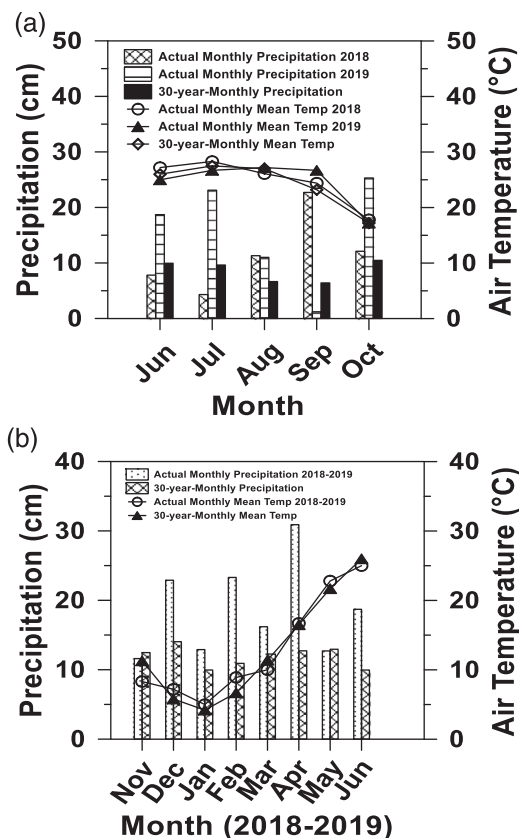 (a)
50 50
Actual Monthly Precipitation 2018
Actual Monthly Precipitation 2019
30-year-Monthly Precipitation
Actual Monthly Mean Temp 2018
Actual Monthly Mean Temp 2019
30-year-Monthly Mean Temp
40 40
30 30
20 20
10 10
0 0
Precipitation (cm)
Air Temperature (°C)
Jun Jul Aug Sep Oct
Month
(b)
40 40
Actual Monthly Precipitation 2018-2019
30-year-Monthly Precipitation
Actual Monthly Mean Temp 2018-2019
30-year-Monthly Mean Temp
30 30
20 20
10 10
0 0
Precipitation (cm)
Air Temperature (°C)
Nov Dec Jan Feb Mar Apr May Jun
Month (2018-2019)